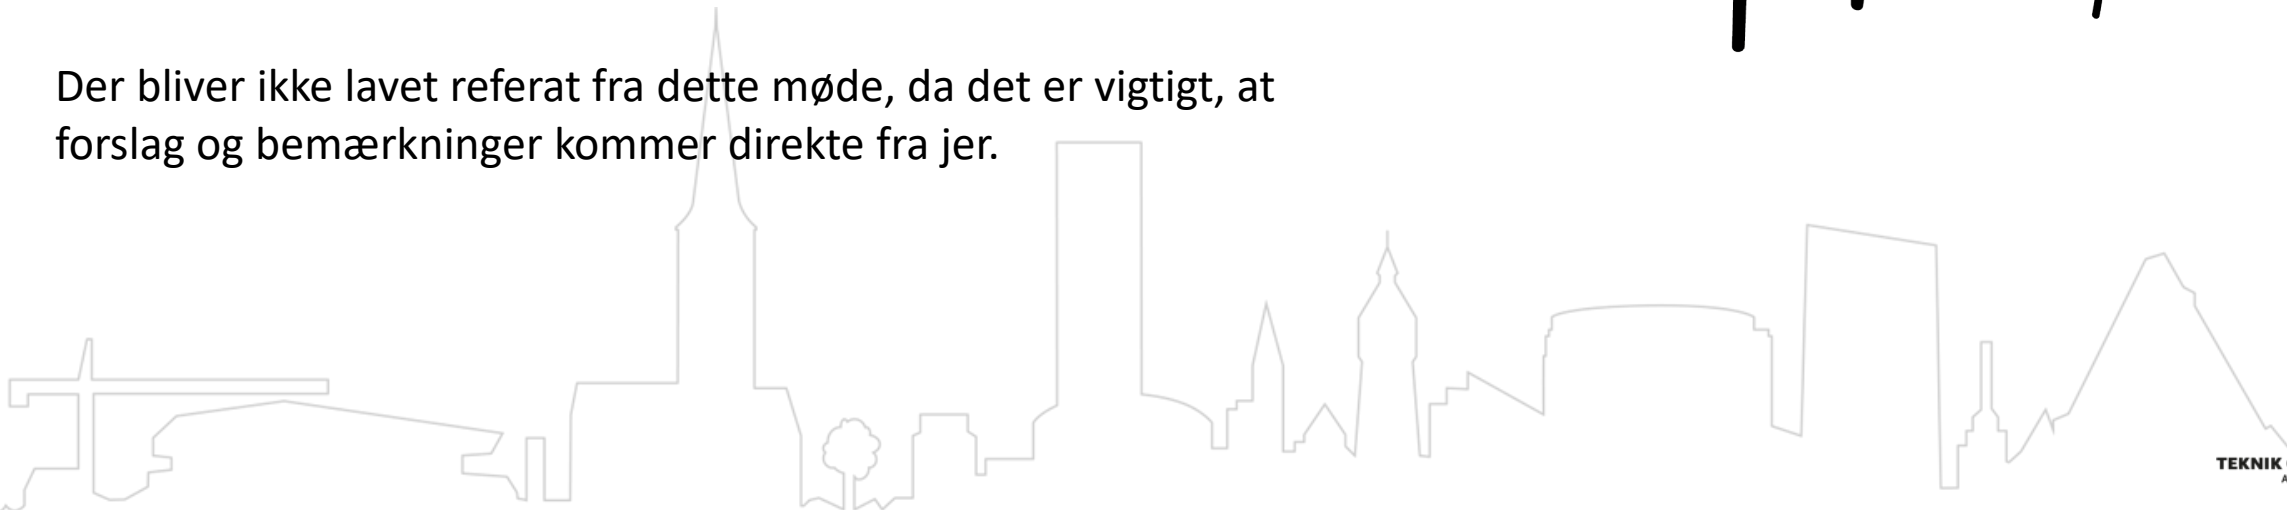 Der bliver ikke lavet referat fra dette møde, da det er vigtigt, at
forslag og bemærkninger kommer direkte fra jer.
TEKNIK